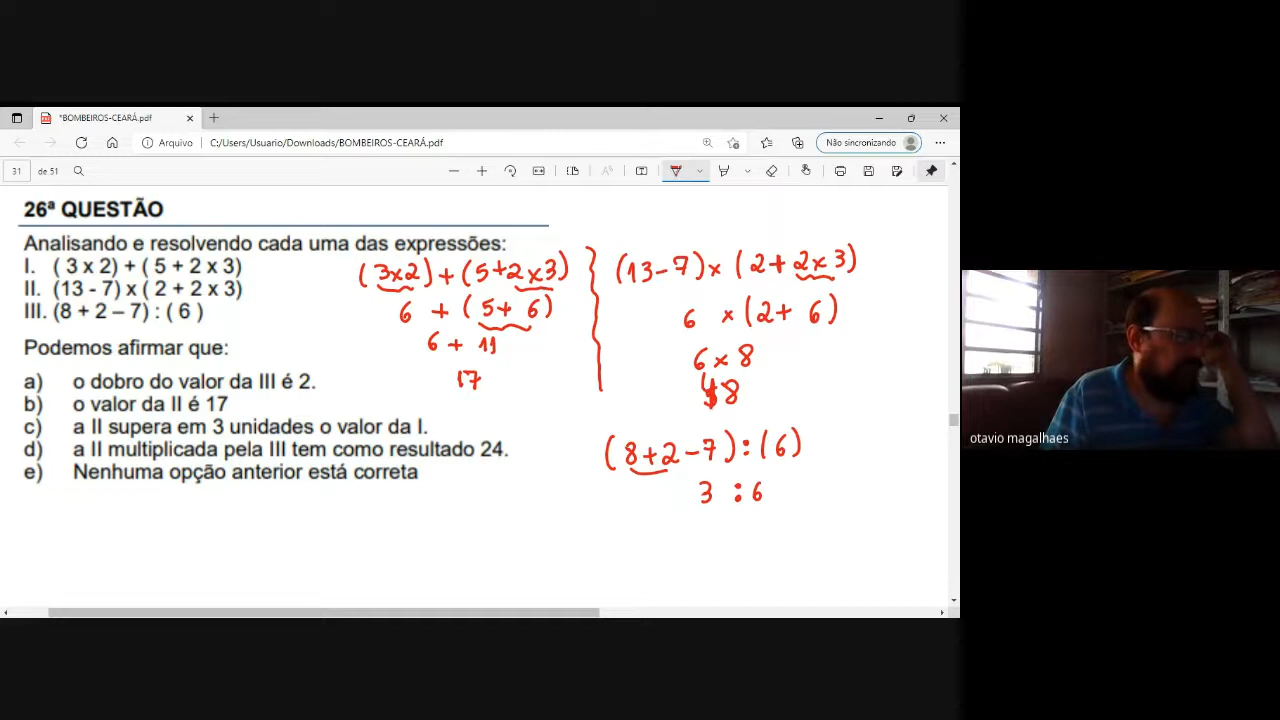 *BOMBEIROS-CEARÁ.pdf
Arquivo
C:/Users/Usuario/Downloads/BOMBEIROS-CEARÁ.pdf
Não sincronizando
31 de 51
26ª QUESTÃO
Analisando e resolvendo cada uma das expressões:
I. ( 3 x 2) + ( 5 + 2 x 3)
II. (13 - 7) x ( 2 + 2 x 3)
III. (8 + 2 – 7) : ( 6 )
Podemos afirmar que:
a) o dobro do valor da III é 2.
b) o valor da II é 17
c) a II supera em 3 unidades o valor da I.
d) a II multiplicada pela III tem como resultado 24.
e) Nenhuma opção anterior está correta
(3x2) + (5+2x3)
6 + (5+ 6)
6 + 11
17
(13-7)x (2+2x3)
6 x(2+ 6)
6x8
48
(8+2-7):(6)
3 :6
otavio magalhaes